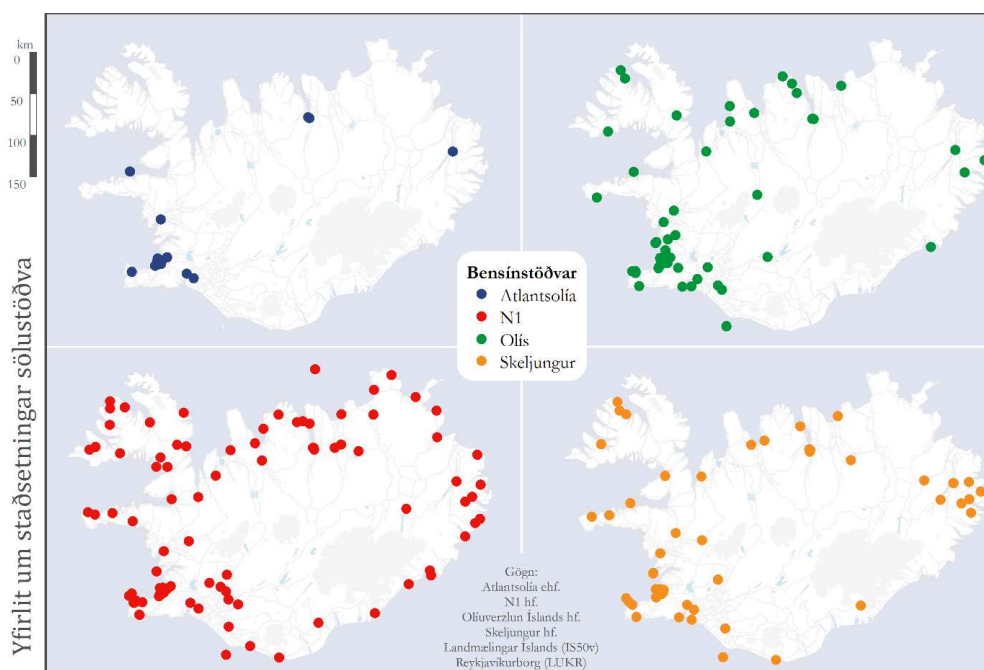 km
0
50
100
150
Yfirlit um staðsetningar sölustöðva
Bensínstöðvar
Atlantsolía
N1
Olís
Skeljungur
Gögn:
Atlantsolía ehf.
N1 hf.
Olíuverzlun Íslands hf.
Skeljungur hf.
Landmælingar Íslands (IS50v)
Reykjavíkurborg (LUKR)